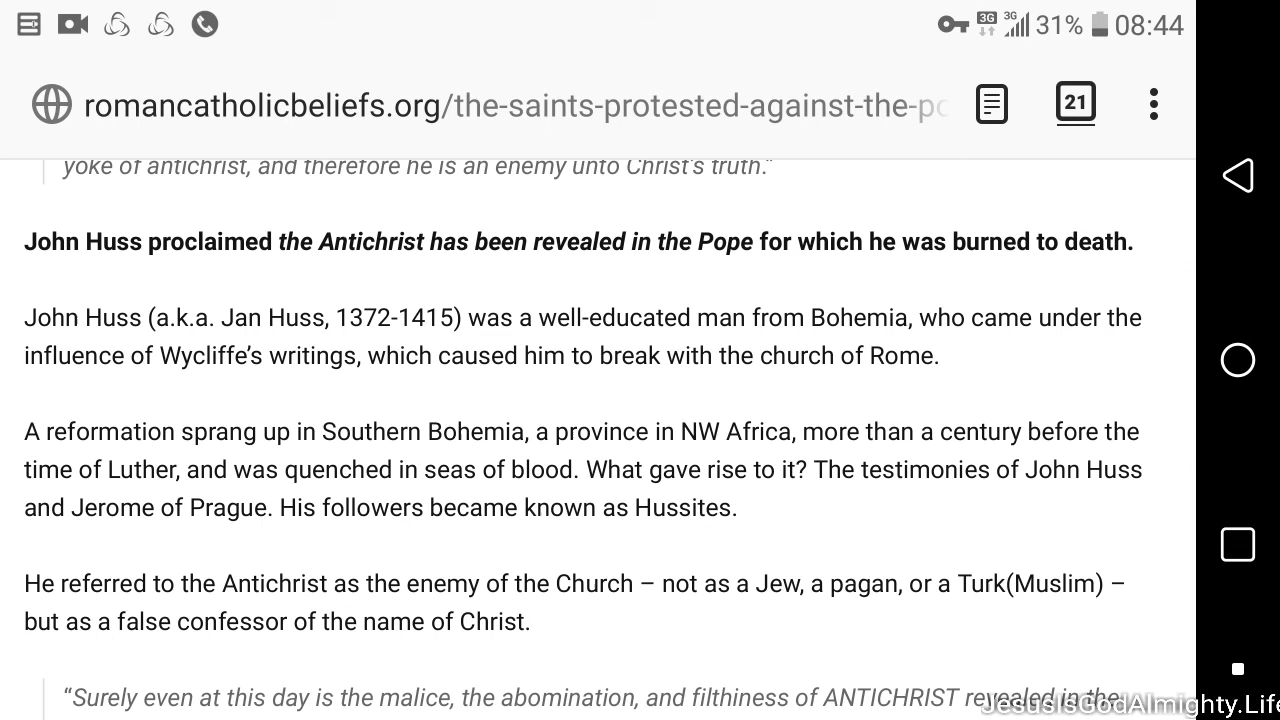 3G 3G 31% 08:44
romancatholicbeliefs.org/the-saints-protested-against-the-po
21
yoke of antichrist, and therefore he is an enemy unto Christ's truth."
John Huss proclaimed the Antichrist has been revealed in the Pope for which he was burned to death.
John Huss (a.k.a. Jan Huss, 1372-1415) was a well-educated man from Bohemia, who came under the
influence of Wycliffe’s writings, which caused him to break with the church of Rome.
A reformation sprang up in Southern Bohemia, a province in NW Africa, more than a century before the
time of Luther, and was quenched in seas of blood. What gave rise to it? The testimonies of John Huss
and Jerome of Prague. His followers became known as Hussites.
He referred to the Antichrist as the enemy of the Church – not as a Jew, a pagan, or a Turk(Muslim) –
but as a false confessor of the name of Christ.
“Surely even at this day is the malice, the abomination, and filthiness of ANTICHRIST revealed in the
JesusIsGodAlmighty.Life